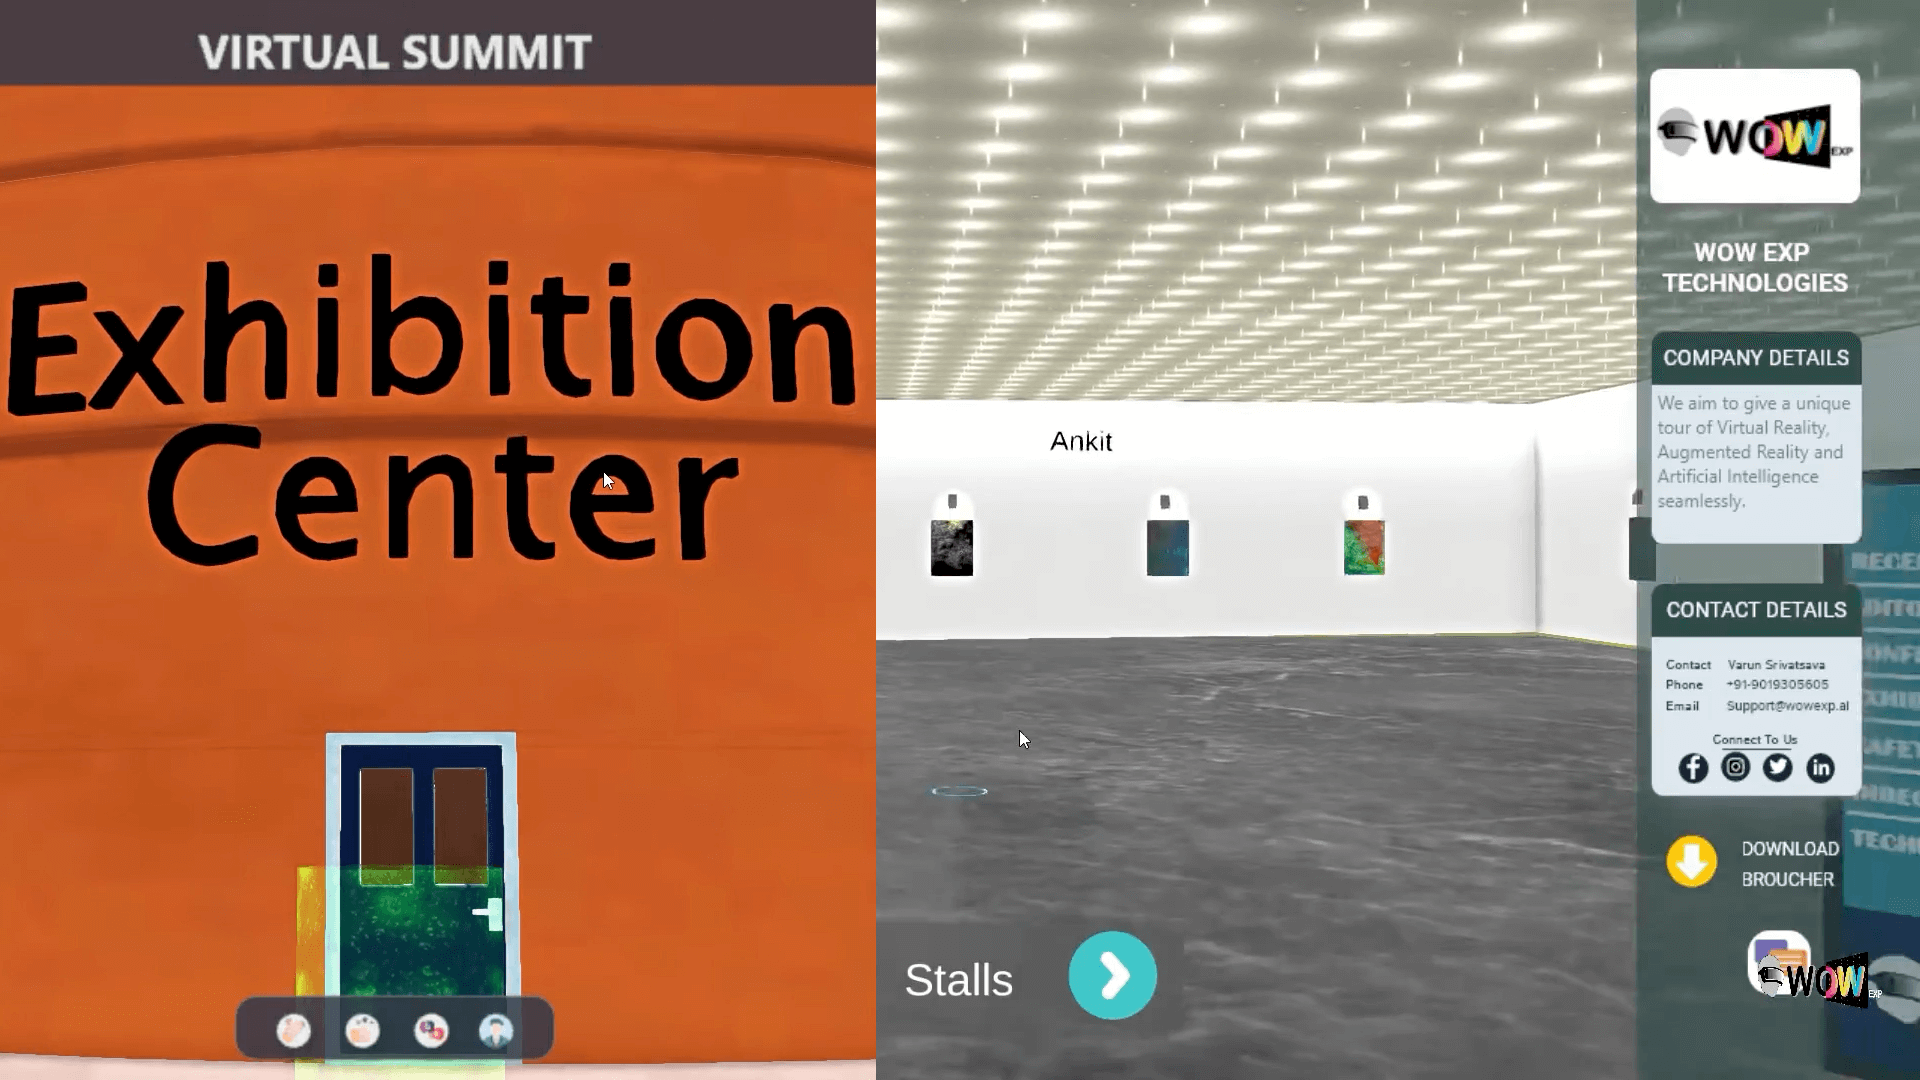 VIRTUAL SUMMIT
Exhibition
Center
Ankit
Stalls
WOW EXP
WOW EXP
TECHNOLOGIES
COMPANY DETAILS
We aim to give a unique
tour of Virtual Reality,
Augmented Reality and
Artificial Intelligence
seamlessly.
CONTACT DETAILS
Contact Varun Srivatsava
Phone +91-9019305605
Email Support@wowexp.ai
Connect To Us
DOWNLOAD
BROUCHER
WOW EXP